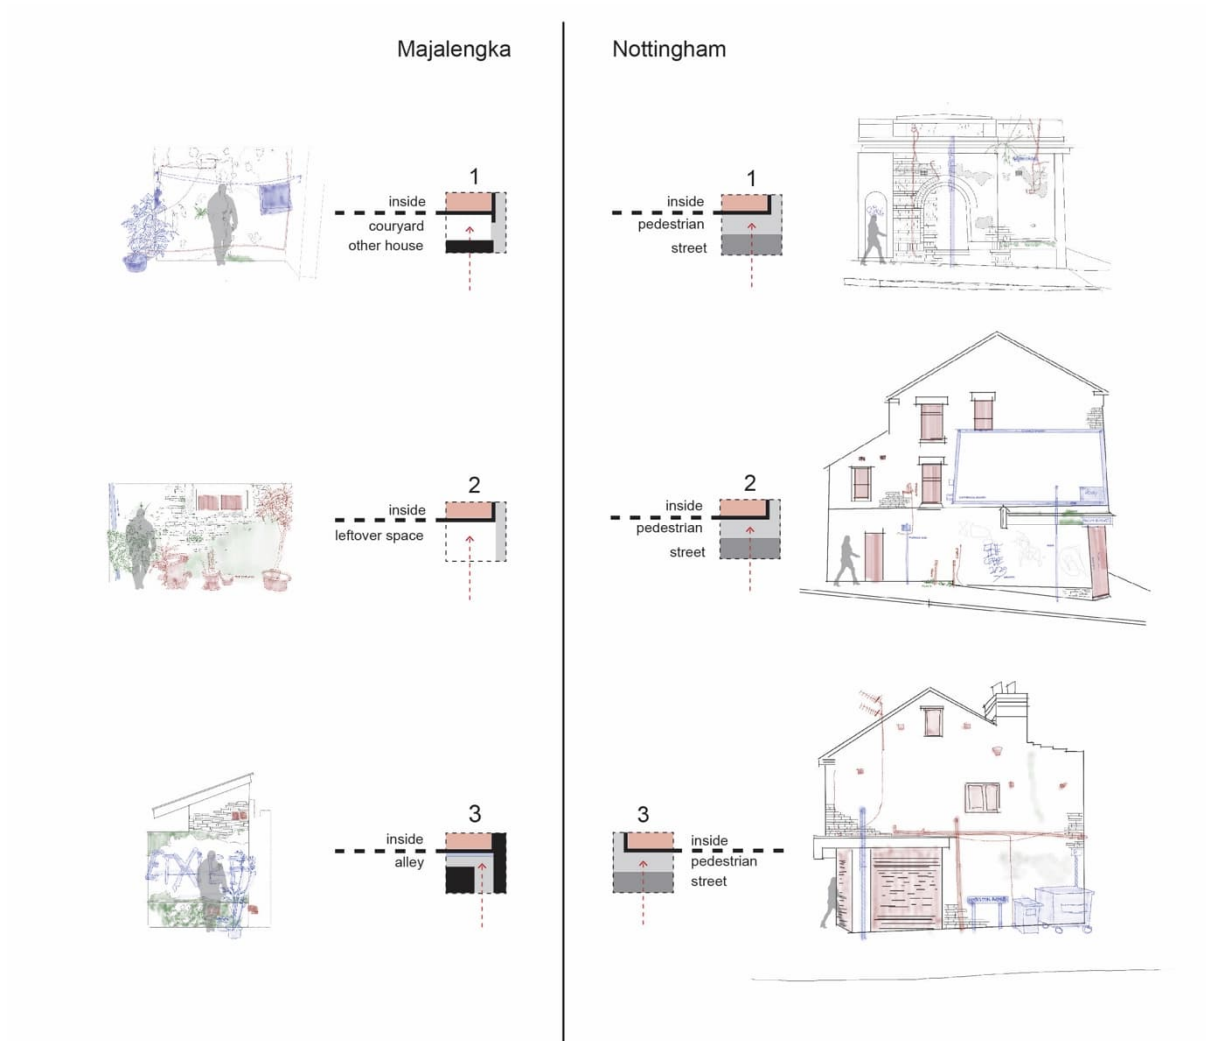 Majalengka
Nottingham
1
inside
couryard
other house
1
inside
pedestrian
street
2
inside
leftover space
2
inside
pedestrian
street
3
inside
alley
3
inside
pedestrian
street